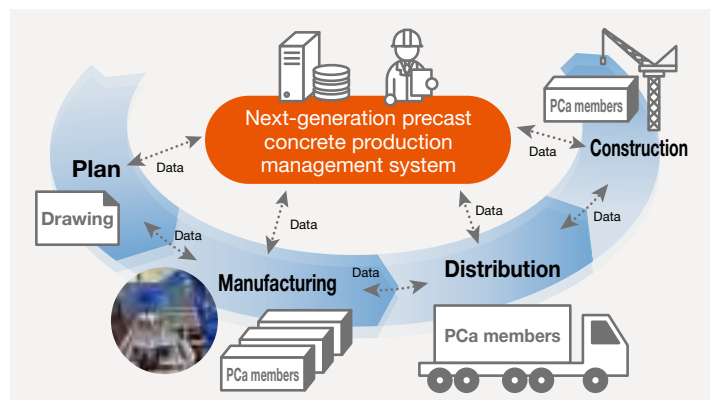 Next-generation precast
concrete production
management system
PCa members
Construction
Data
Data
Plan
Drawing
Data
Data
Data
Data
Data
Manufacturing
Distribution
PCa members
PCa members